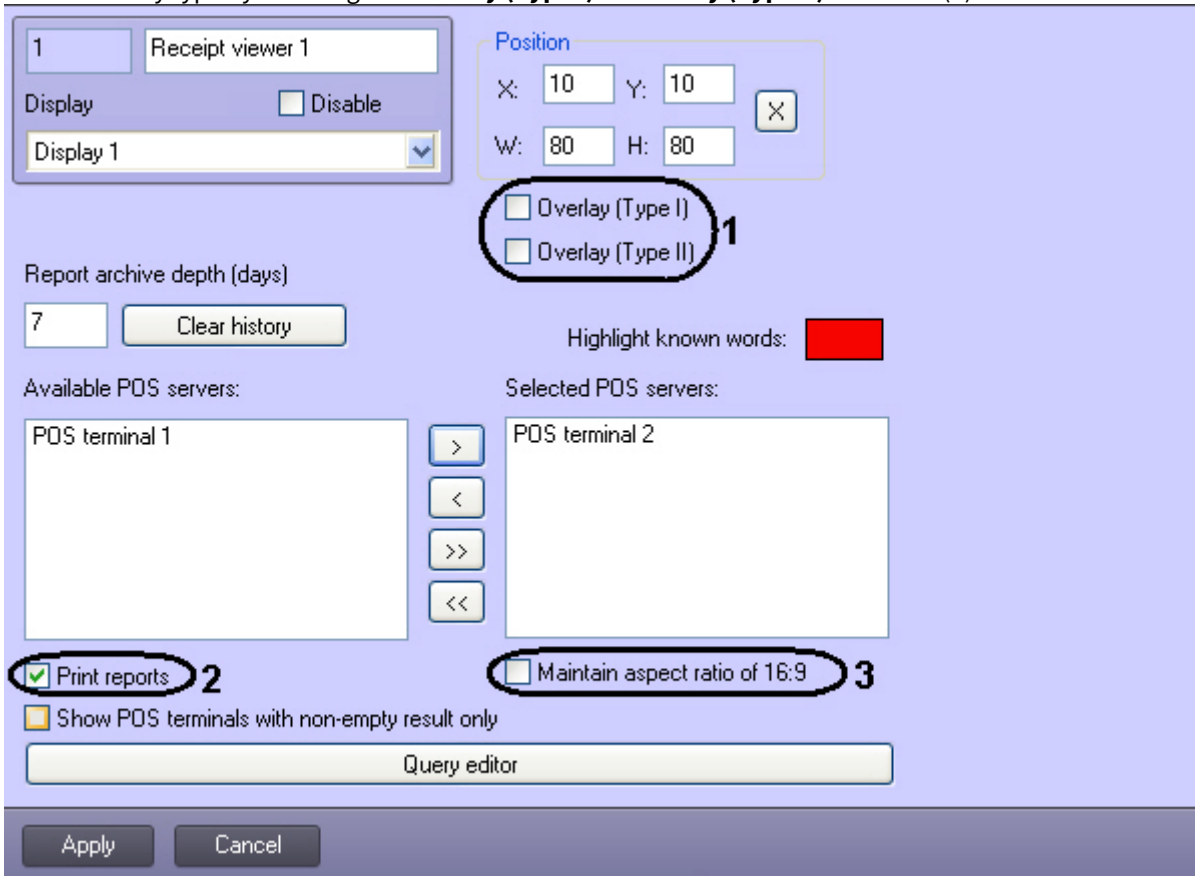 1 Receipt viewer 1
Display Disable
Display 1
Position
X: 10 Y: 10 X
W: 80 H: 80
Overlay (Type I)
Overlay (Type II)
1
Report archive depth (days)
7 Clear history
Highlight known words:
Available POS servers: Selected POS servers:
POS terminal 1 POS terminal 2
>
<
>>
<<
Print reports 2 Maintain aspect ratio of 16:9 3
Show POS terminals with non-empty result only
Query editor
Apply Cancel